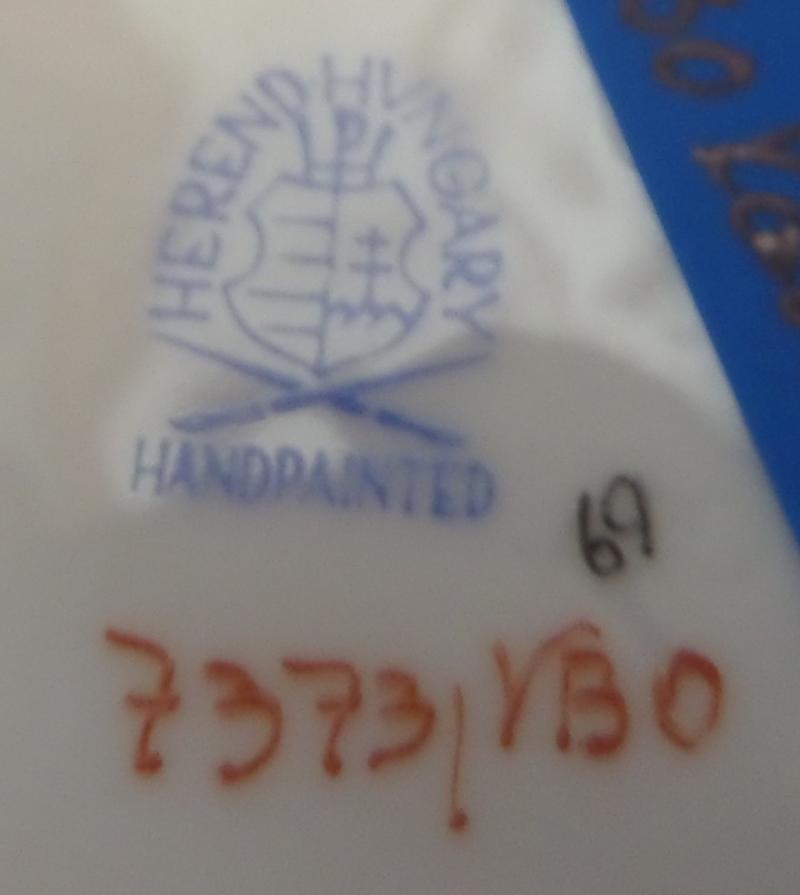 HEREND HUNGARY
HANDPAINTED
69
7373/VBO